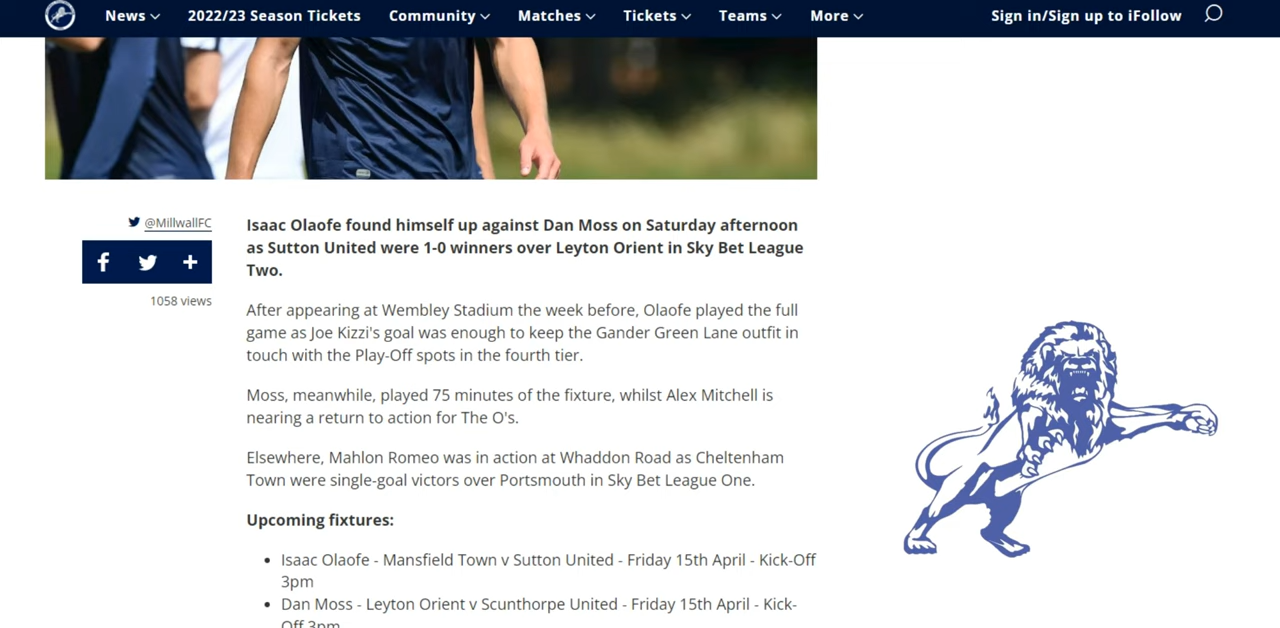 News 2022/23 Season Tickets Community Matches Tickets Teams More Sign in/Sign up to iFollow
@MillwallFC
1058 views
Isaac Olaofe found himself up against Dan Moss on Saturday afternoon
as Sutton United were 1-0 winners over Leyton Orient in Sky Bet League
Two.
After appearing at Wembley Stadium the week before, Olaofe played the full
game as Joe Kizzi's goal was enough to keep the Gander Green Lane outfit in
touch with the Play-Off spots in the fourth tier.
Moss, meanwhile, played 75 minutes of the fixture, whilst Alex Mitchell is
nearing a return to action for The O's.
Elsewhere, Mahlon Romeo was in action at Whaddon Road as Cheltenham
Town were single-goal victors over Portsmouth in Sky Bet League One.
Upcoming fixtures:
Isaac Olaofe - Mansfield Town v Sutton United - Friday 15th April - Kick-Off
3pm
Dan Moss - Leyton Orient v Scunthorpe United - Friday 15th April - Kick-
Off 3pm